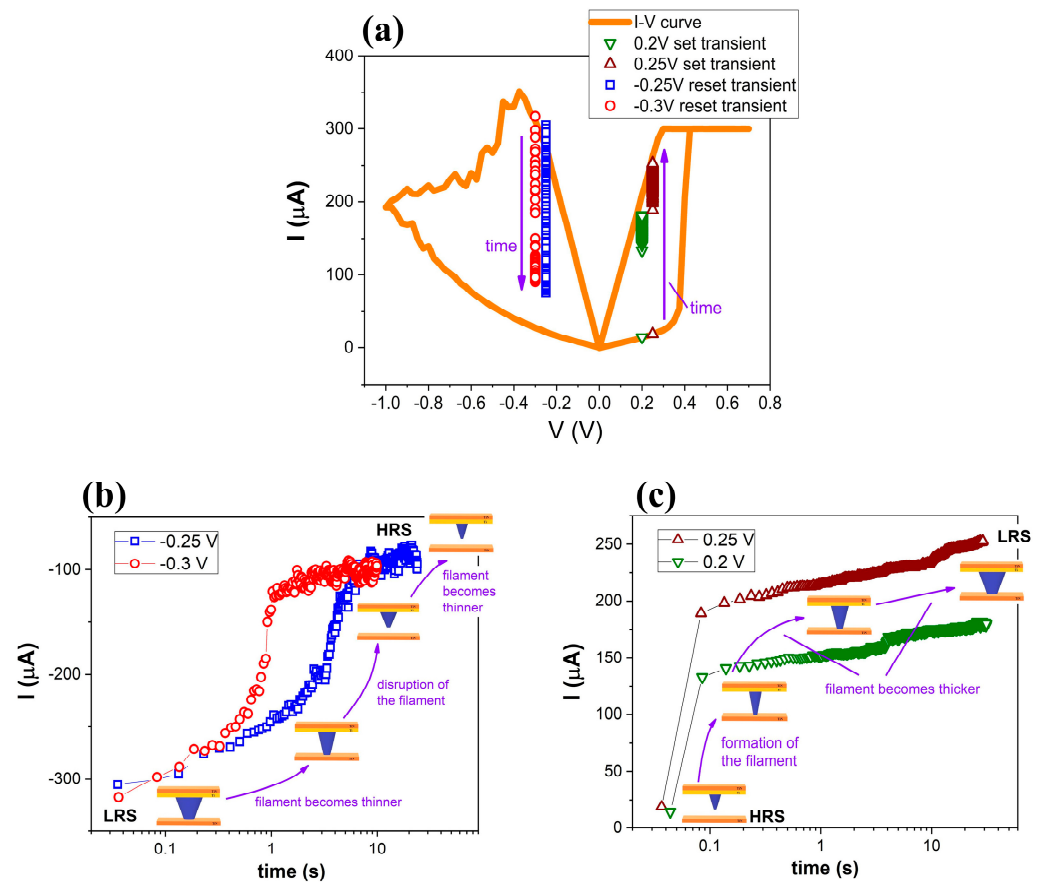 (a)
I-V curve
0.2V set transient
0.25V set transient
-0.25V reset transient
-0.3V reset transient
400
300
200
100
0
I (μA)
time
time
-1.0 -0.8 -0.6 -0.4 -0.2 0.0 0.2 0.4 0.6 0.8
V (V)
(b)
-0.25 V
-0.3 V
HRS
-50
-100
-200
-300
I (μA)
filament
becomes
thinner
disruption of
the filament
filament becomes thinner
LRS
0.1 1 10
time (s)
(c)
0.25 V
0.2 V
LRS
250
200
150
100
50
0
I (μA)
filament becomes thicker
formation of
the filament
HRS
0.1 1 10
time (s)